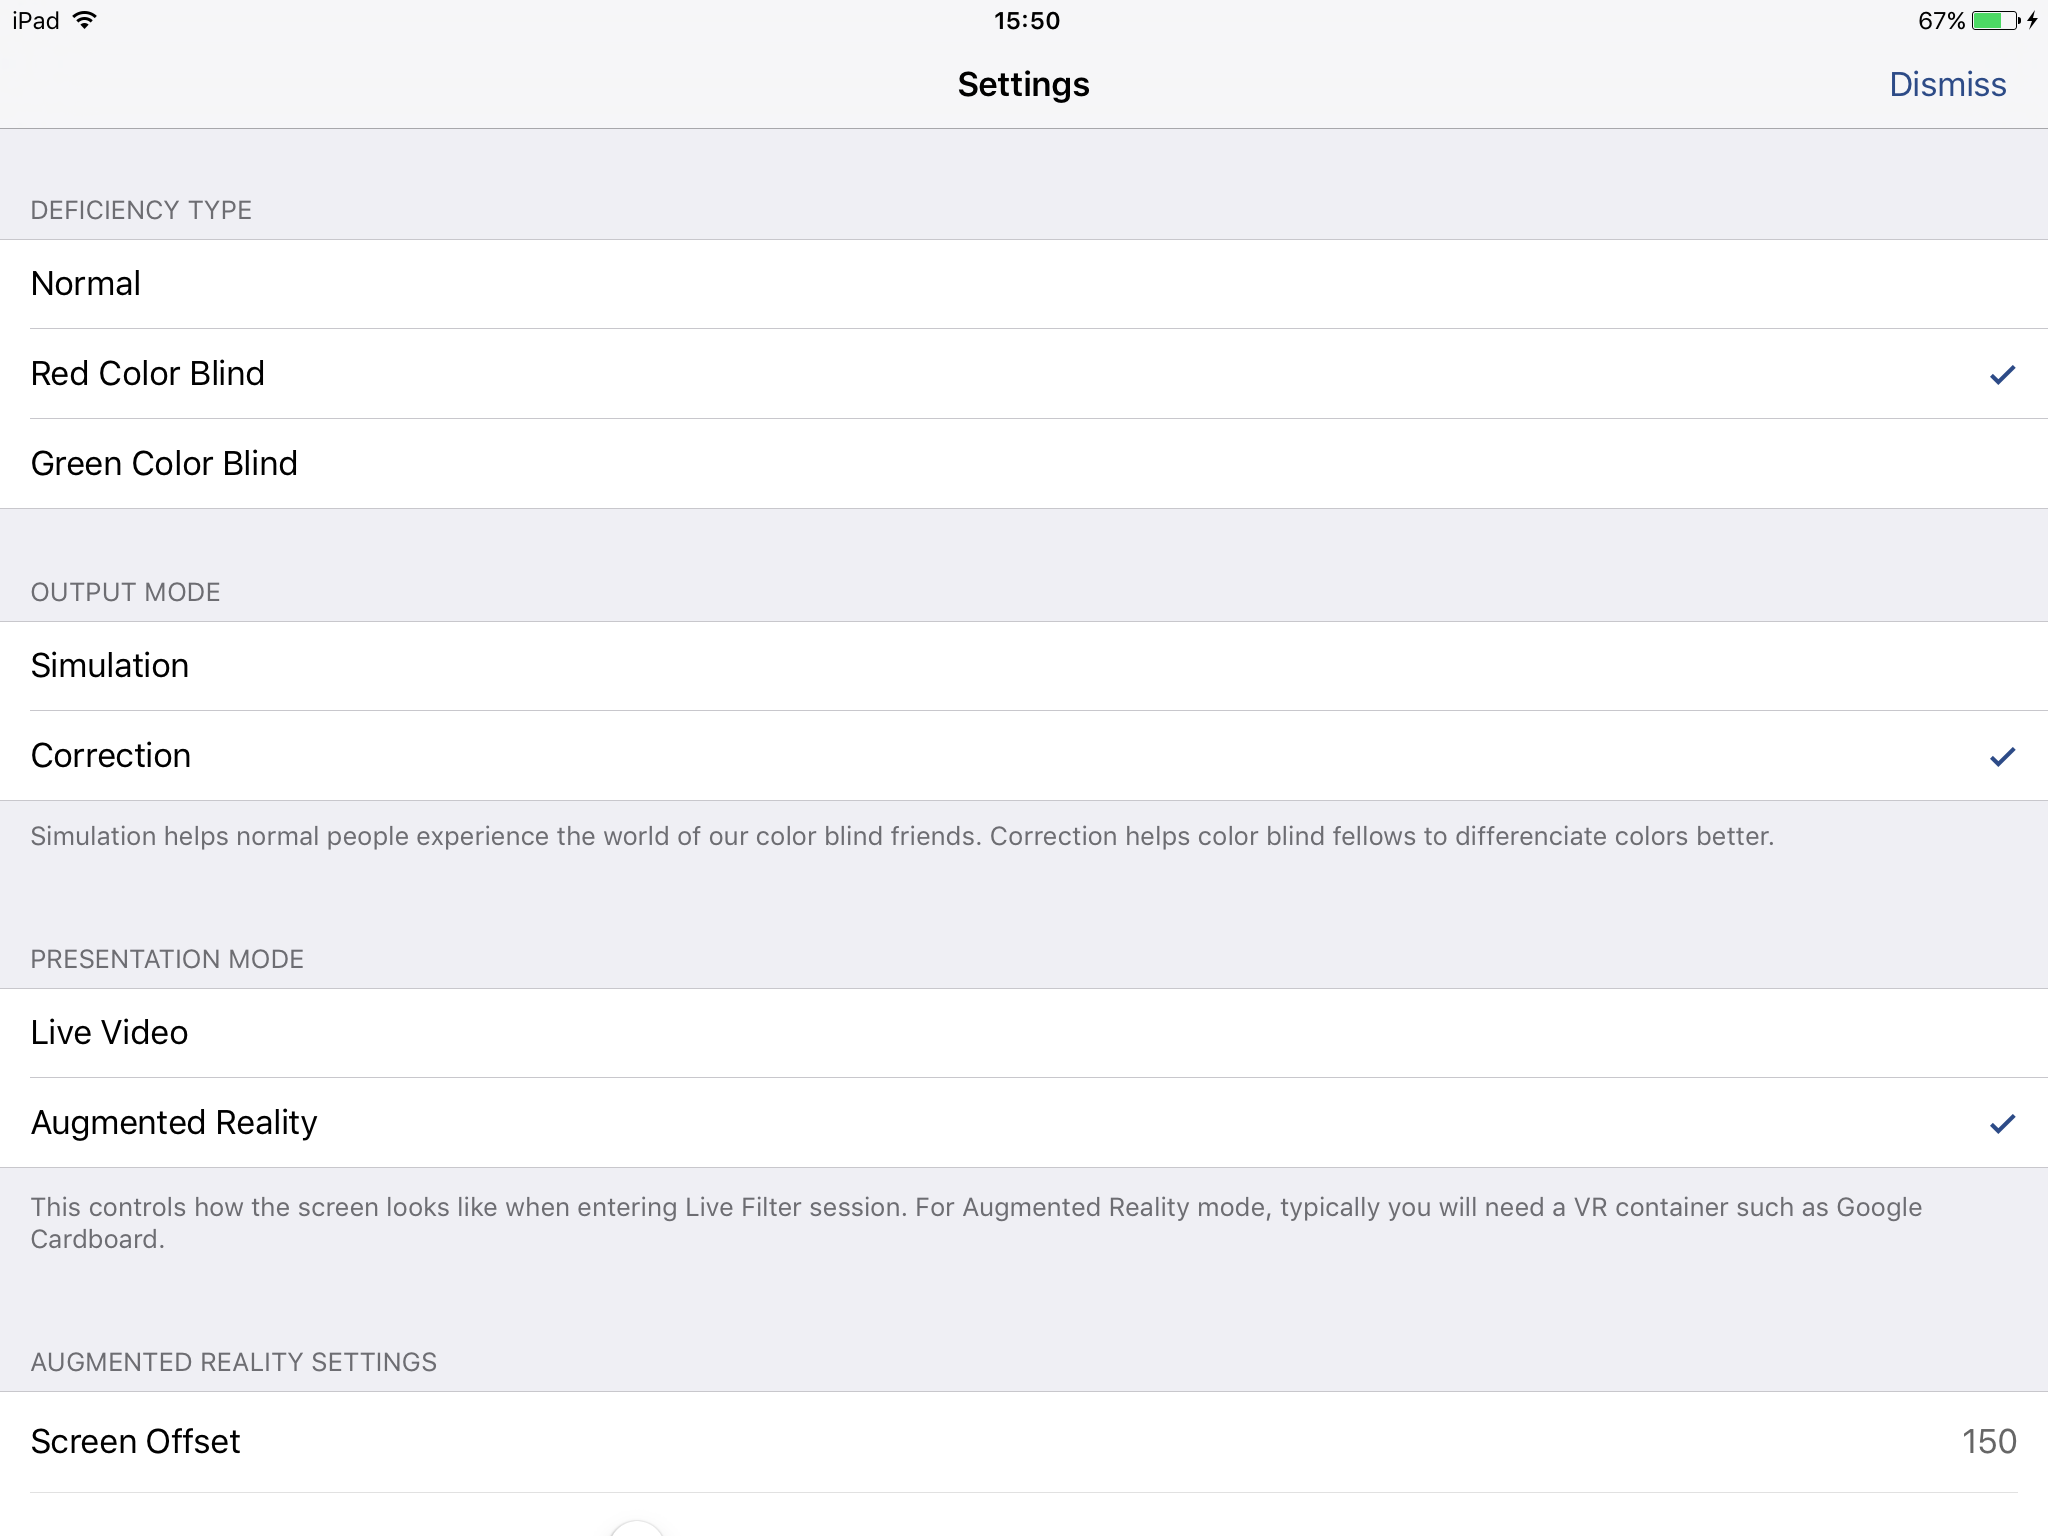 iPad 15:50 67%
Settings Dismiss
DEFICIENCY TYPE
Normal
Red Color Blind
Green Color Blind
OUTPUT MODE
Simulation
Correction
Simulation helps normal people experience the world of our color blind friends. Correction helps color blind fellows to differenciate colors better.
PRESENTATION MODE
Live Video
Augmented Reality
This controls how the screen looks like when entering Live Filter session. For Augmented Reality mode, typically you will need a VR container such as Google
Cardboard.
AUGMENTED REALITY SETTINGS
Screen Offset 150